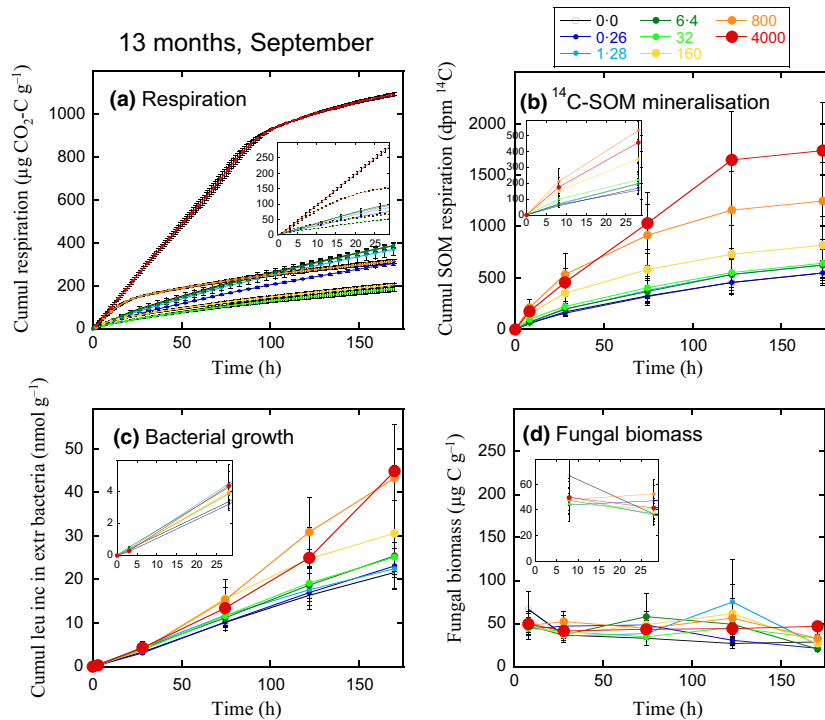 13 months, September
0·0 6·4 800
0·26 32 4000
1·28 160
(a) Respiration
Cumul respiration (µg CO₂-C g⁻¹)
1000
800
600
400
200
0
250
200
150
100
50
0
0 5 10 15 20 25
0 50 100 150
Time (h)
(b) ¹⁴C-SOM mineralisation
Cumul SOM respiration (dpm ¹⁴C)
2000
1500
1000
500
0
500
400
300
200
100
0
0 5 10 15 20 25
0 50 100 150
Time (h)
(c) Bacterial growth
Cumul leu inc in extr bacteria (nmol g⁻¹)
50
40
30
20
10
0
4
2
0
0 5 10 15 20 25
0 50 100 150
Time (h)
(d) Fungal biomass
Fungal biomass (µg C g⁻¹)
250
200
150
100
50
0
60
40
20
0
0 5 10 15 20 25
0 50 100 150
Time (h)